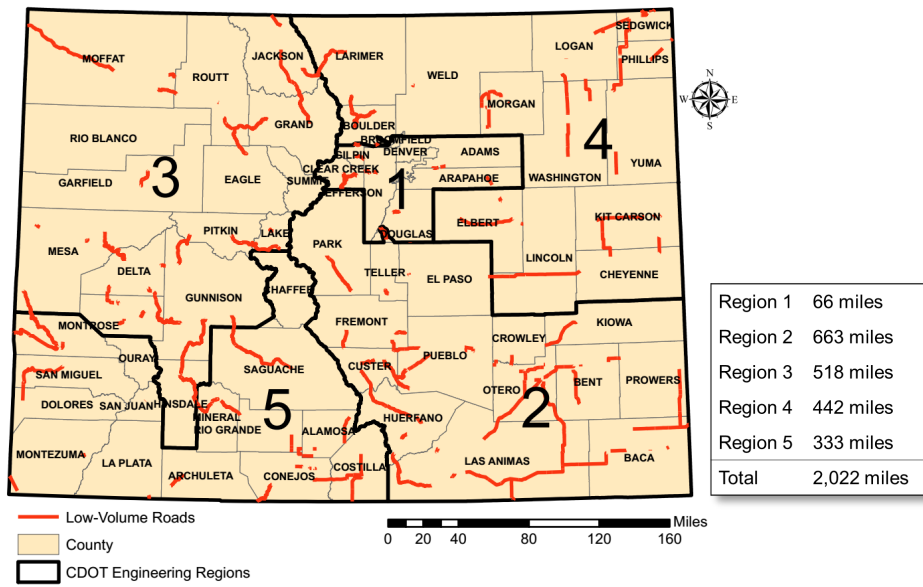 SEDGWICK
LOGAN
JACKSON
LARIMER
MOFFAT
PHILLIPS
ROUTT
WELD
MORGAN
N
W E
S
GRAND
BOULDER
RIO BLANCO
BROOMFIELD
4
GILPIN
DENVER
ADAMS
YUMA
3
CLEAR CREEK
GARFIELD
EAGLE
SUMMIT
1
ARAPAHOE
WASHINGTON
JEFFERSON
PITKIN
LAKE
DOUGLAS
ELBERT
KIT CARSON
MESA
PARK
LINCOLN
DELTA
TELLER
EL PASO
CHEYENNE
GUNNISON
CHAFFEE
MONTROSE
FREMONT
KIOWA
CROWLEY
OURAY
PUEBLO
SAN MIGUEL
SAGUACHE
CUSTER
OTERO
BENT
PROWERS
DOLORES
SAN JUAN
HINSDALE
5
2
MINERAL
HUERFANO
RIO GRANDE
ALAMOSA
MONTEZUMA
LA PLATA
COSTILLA
LAS ANIMAS
BACA
ARCHULETA
CONEJOS
Region 1 66 miles
Region 2 663 miles
Region 3 518 miles
Region 4 442 miles
Region 5 333 miles
Total 2,022 miles
Low-Volume Roads
County
CDOT Engineering Regions
Miles
0 20 40 80 120 160